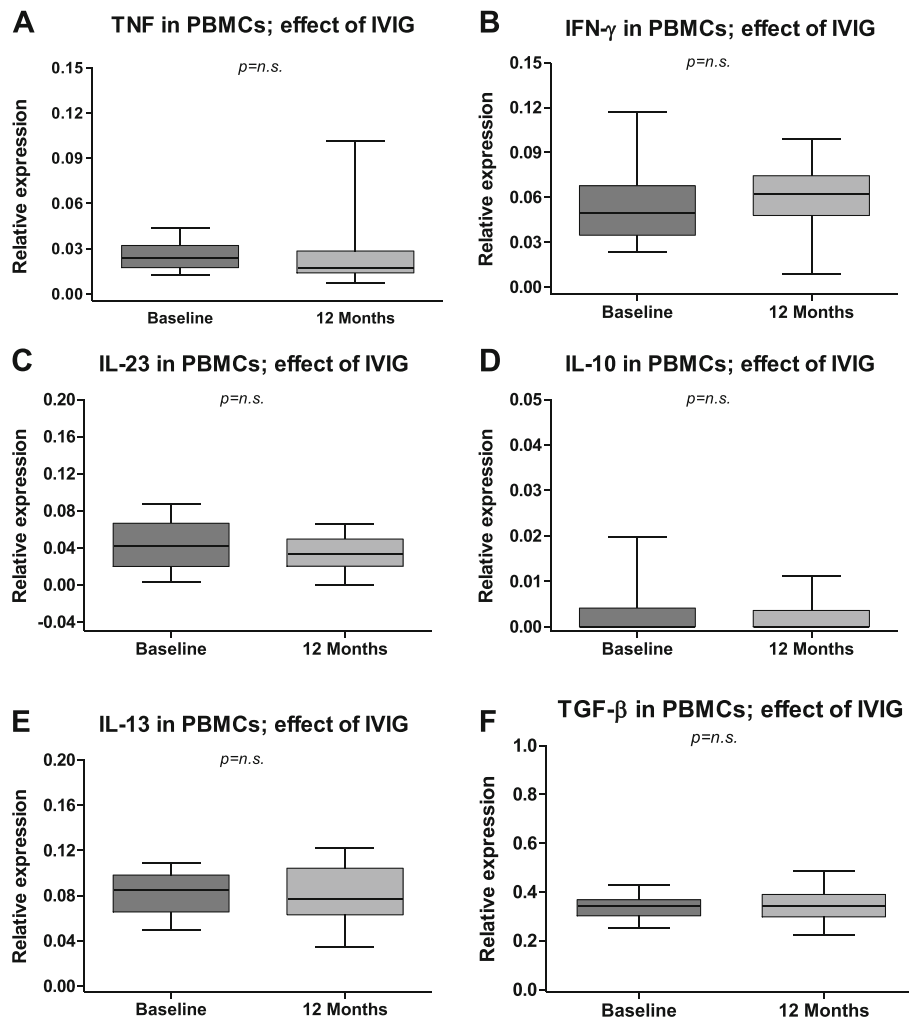 A
TNF in PBMCs; effect of IVIG
p=n.s.
Relative expression
0.15
0.12
0.09
0.06
0.03
0.00
Baseline
12 Months
B
IFN-γ in PBMCs; effect of IVIG
p=n.s.
Relative expression
0.15
0.12
0.09
0.06
0.03
0.00
Baseline
12 Months
C
IL-23 in PBMCs; effect of IVIG
p=n.s.
Relative expression
0.20
0.16
0.12
0.08
0.04
0.00
-0.04
Baseline
12 Months
D
IL-10 in PBMCs; effect of IVIG
p=n.s.
Relative expression
0.05
0.04
0.03
0.02
0.01
0.00
Baseline
12 Months
E
IL-13 in PBMCs; effect of IVIG
p=n.s.
Relative expression
0.20
0.16
0.12
0.08
0.04
0.00
Baseline
12 Months
F
TGF-β in PBMCs; effect of IVIG
p=n.s.
Relative expression
1.0
0.8
0.6
0.4
0.2
0.0
Baseline
12 Months